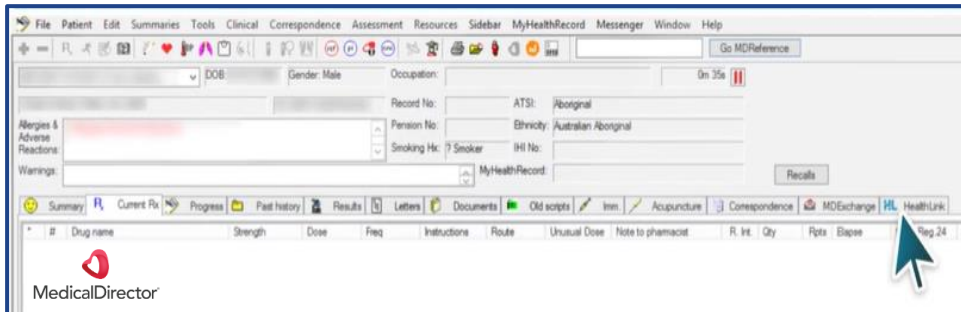 File Patient Edit Summaries Tools Clinical Correspondence Assessment Resources Sidebar MyHealthRecord Messenger Window Help
Go MDReference
DOB: Gender: Male Occupation: 0m 35s
Record No: ATSI: Aboriginal
Allergies & Adverse Reactions: Pension No: Ethnicity: Australian Aboriginal
Smoking Hx: ? Smoker IHI No:
Warnings: MyHealthRecord: Recalls
Summary Rx Current Rx Progress Past history Results Letters Documents Old scripts Imm. Acupuncture Correspondence MDExchange HL HealthLink
* # Drug name Strength Dose Freq Instructions Route Unusual Dose Note to pharmacist R. Int. Qty Rpts Elapse Reg.24
MedicalDirector